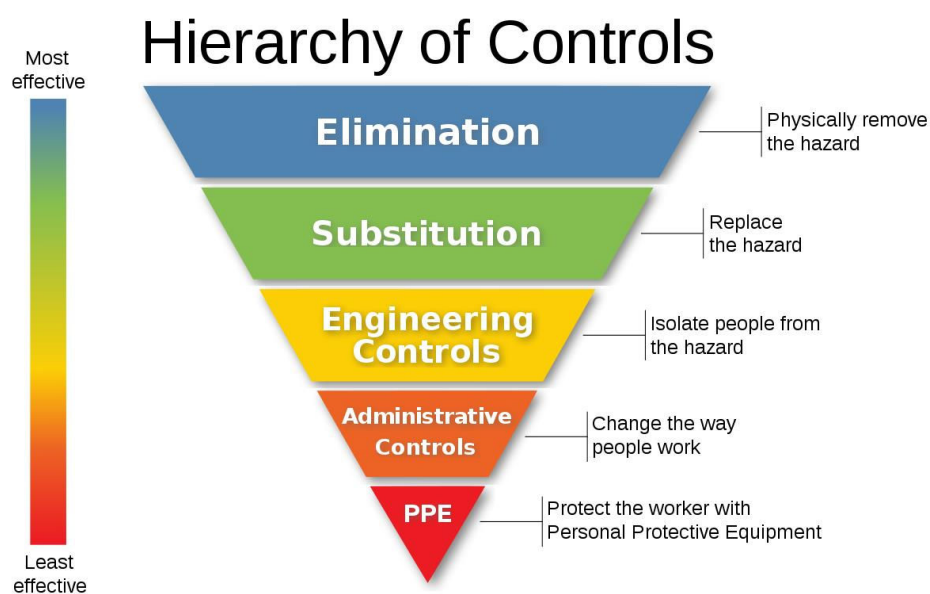 Hierarchy of Controls
Most
effective
Elimination
Physically remove
the hazard
Substitution
Replace
the hazard
Engineering
Controls
Isolate people from
the hazard
Administrative
Controls
Change the way
people work
PPE
Protect the worker with
Personal Protective Equipment
Least
effective